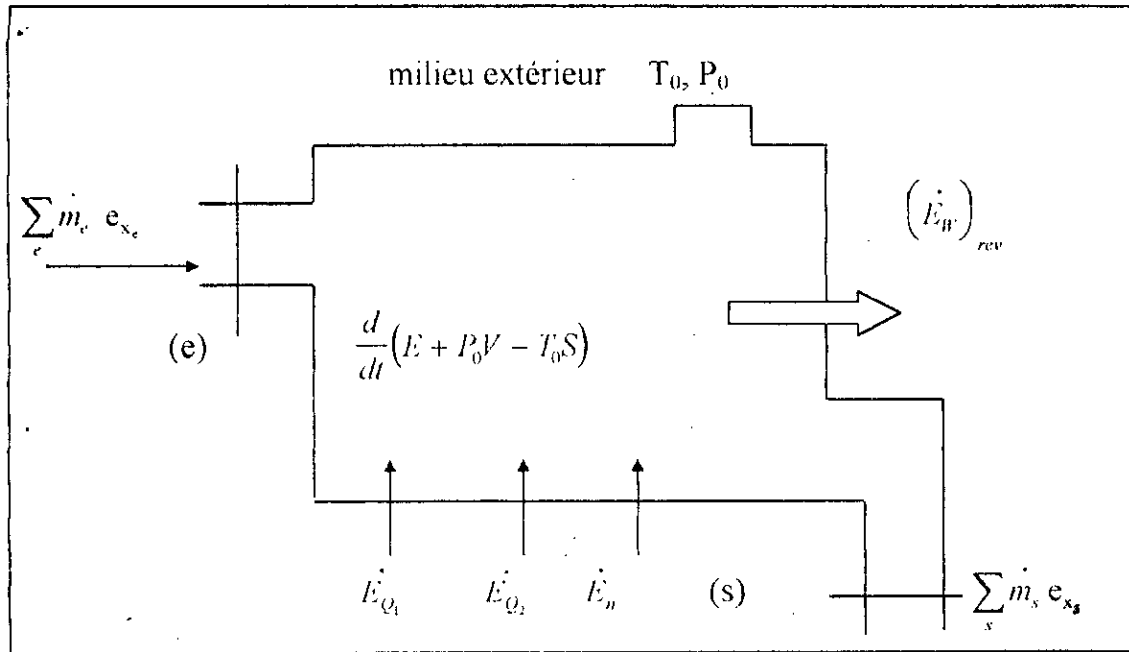 milieu extérieur T₀, P₀
∑ₑ ṁₑ eₓₑ
(Ė_W)_rev
(e)
d/dt (E + P₀V − T₀S)
Ė_Q₁ Ė_Q₂ Ė_n (s) ∑ₛ ṁₛ eₓₛ